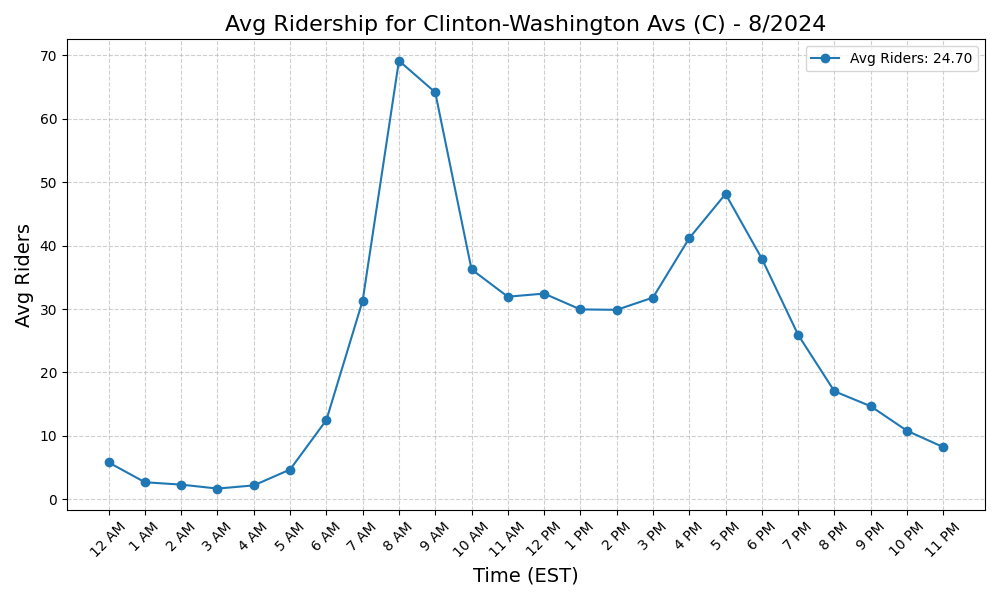 Avg Ridership for Clinton-Washington Avs (C) - 8/2024
Avg Riders: 24.70
Avg Riders
70
60
50
40
30
20
10
0
12 AM
1 AM
2 AM
3 AM
4 AM
5 AM
6 AM
7 AM
8 AM
9 AM
10 AM
11 AM
12 PM
1 PM
2 PM
3 PM
4 PM
5 PM
6 PM
7 PM
8 PM
9 PM
10 PM
11 PM
Time (EST)